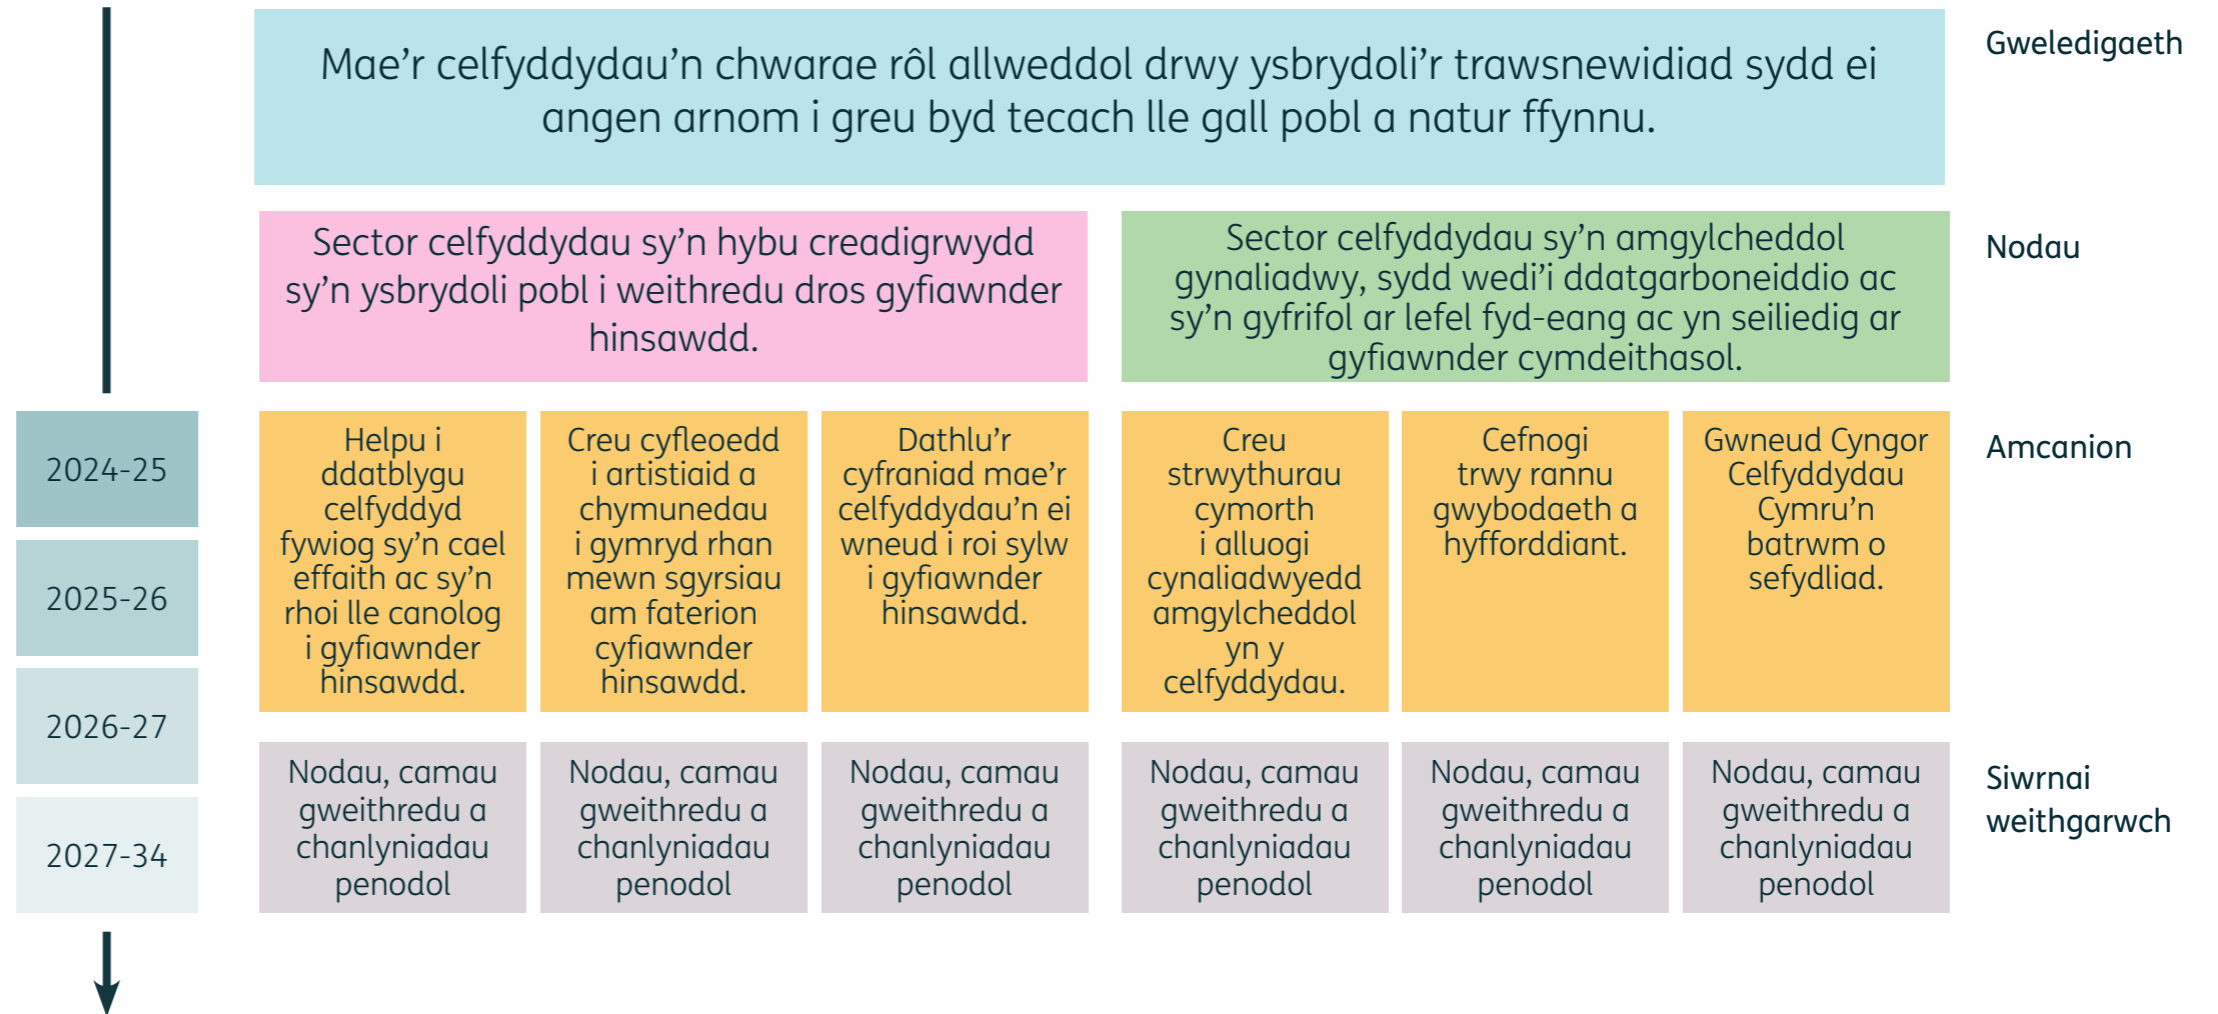 Mae’r celfyddydau’n chwarae rôl allweddol drwy ysbrydoli’r trawsnewidiad sydd ei
angen arnom i greu byd tecach lle gall pobl a natur ffynnu.
Gweledigaeth
Sector celfyddydau sy’n hybu creadigrwydd
sy’n ysbrydoli pobl i weithredu dros gyfiawnder
hinsawdd.
Sector celfyddydau sy’n amgylcheddol
gynaliadwy, sydd wedi’i ddatgarboneiddio ac
sy’n gyfrifol ar lefel fyd-eang ac yn seiliedig ar
gyfiawnder cymdeithasol.
Nodau
2024-25
2025-26
2026-27
2027-34
Helpu i
ddatblygu
celfyddyd
fywiog sy’n cael
effaith ac sy’n
rhoi lle canolog
i gyfiawnder
hinsawdd.
Creu cyfleoedd
i artistiaid a
chymunedau
i gymryd rhan
mewn sgyrsiau
am faterion
cyfiawnder
hinsawdd.
Dathlu’r
cyfraniad mae’r
celfyddydau’n ei
wneud i roi sylw
i gyfiawnder
hinsawdd.
Creu
strwythurau
cymorth
i alluogi
cynaliadwyedd
amgylcheddol
yn y
celfyddydau.
Cefnogi
trwy rannu
gwybodaeth a
hyfforddiant.
Gwneud Cyngor
Celfyddydau
Cymru’n
batrwm o
sefydliad.
Amcanion
Nodau, camau
gweithredu a
chanlyniadau
penodol
Nodau, camau
gweithredu a
chanlyniadau
penodol
Nodau, camau
gweithredu a
chanlyniadau
penodol
Nodau, camau
gweithredu a
chanlyniadau
penodol
Nodau, camau
gweithredu a
chanlyniadau
penodol
Nodau, camau
gweithredu a
chanlyniadau
penodol
Siwrnai
weithgarwch